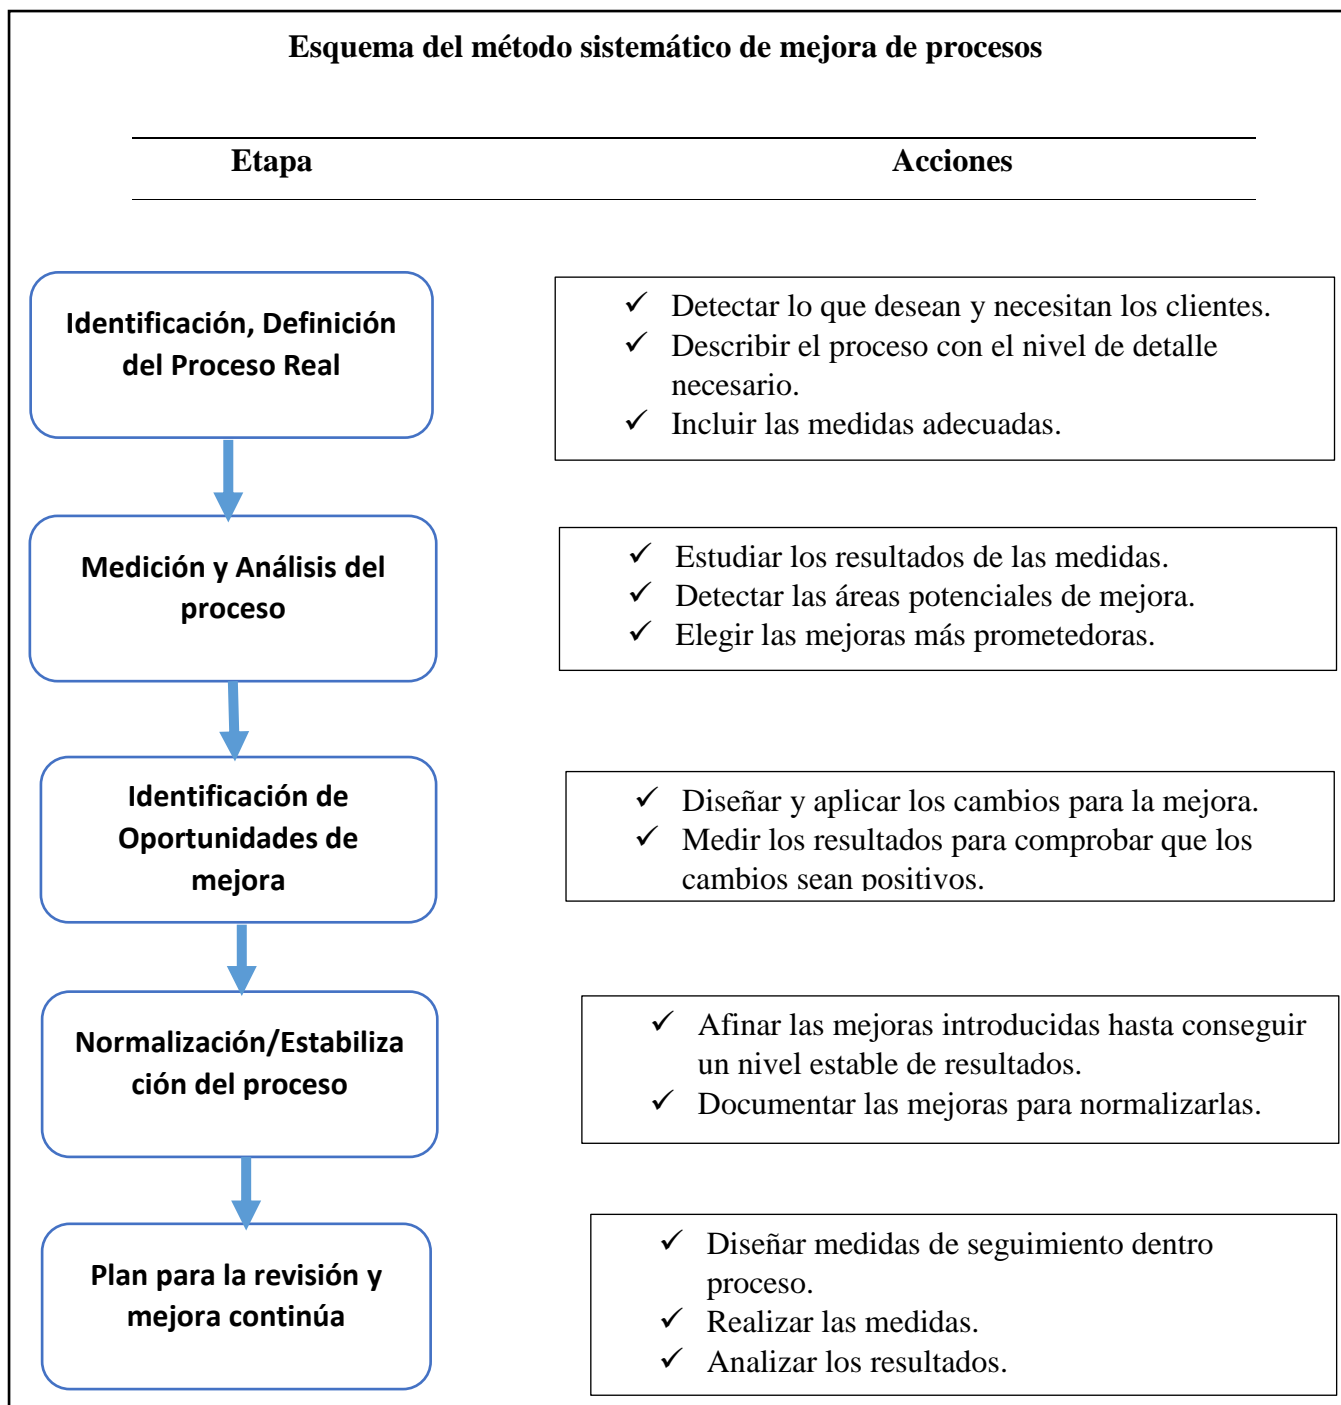 Esquema del método sistemático de mejora de procesos
Etapa Acciones
Identificación, Definición
del Proceso Real
✓ Detectar lo que desean y necesitan los clientes.
✓ Describir el proceso con el nivel de detalle
necesario.
✓ Incluir las medidas adecuadas.
Medición y Análisis del
proceso
✓ Estudiar los resultados de las medidas.
✓ Detectar las áreas potenciales de mejora.
✓ Elegir las mejoras más prometedoras.
Identificación de
Oportunidades de
mejora
✓ Diseñar y aplicar los cambios para la mejora.
✓ Medir los resultados para comprobar que los
cambios sean positivos.
Normalización/Estabiliza
ción del proceso
✓ Afinar las mejoras introducidas hasta conseguir
un nivel estable de resultados.
✓ Documentar las mejoras para normalizarlas.
Plan para la revisión y
mejora continúa
✓ Diseñar medidas de seguimiento dentro
proceso.
✓ Realizar las medidas.
✓ Analizar los resultados.